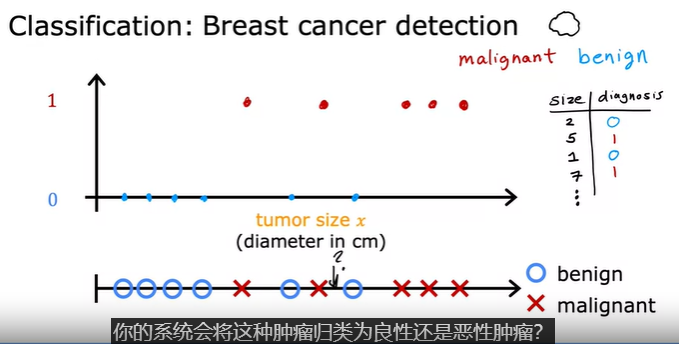 Classification: Breast cancer detection
malignant benign
1
0
size diagnosis
2 0
5 1
1 0
7 1
tumor size x
(diameter in cm)
?
benign
malignant
你的系统会将这种肿瘤归类为良性还是恶性肿瘤?